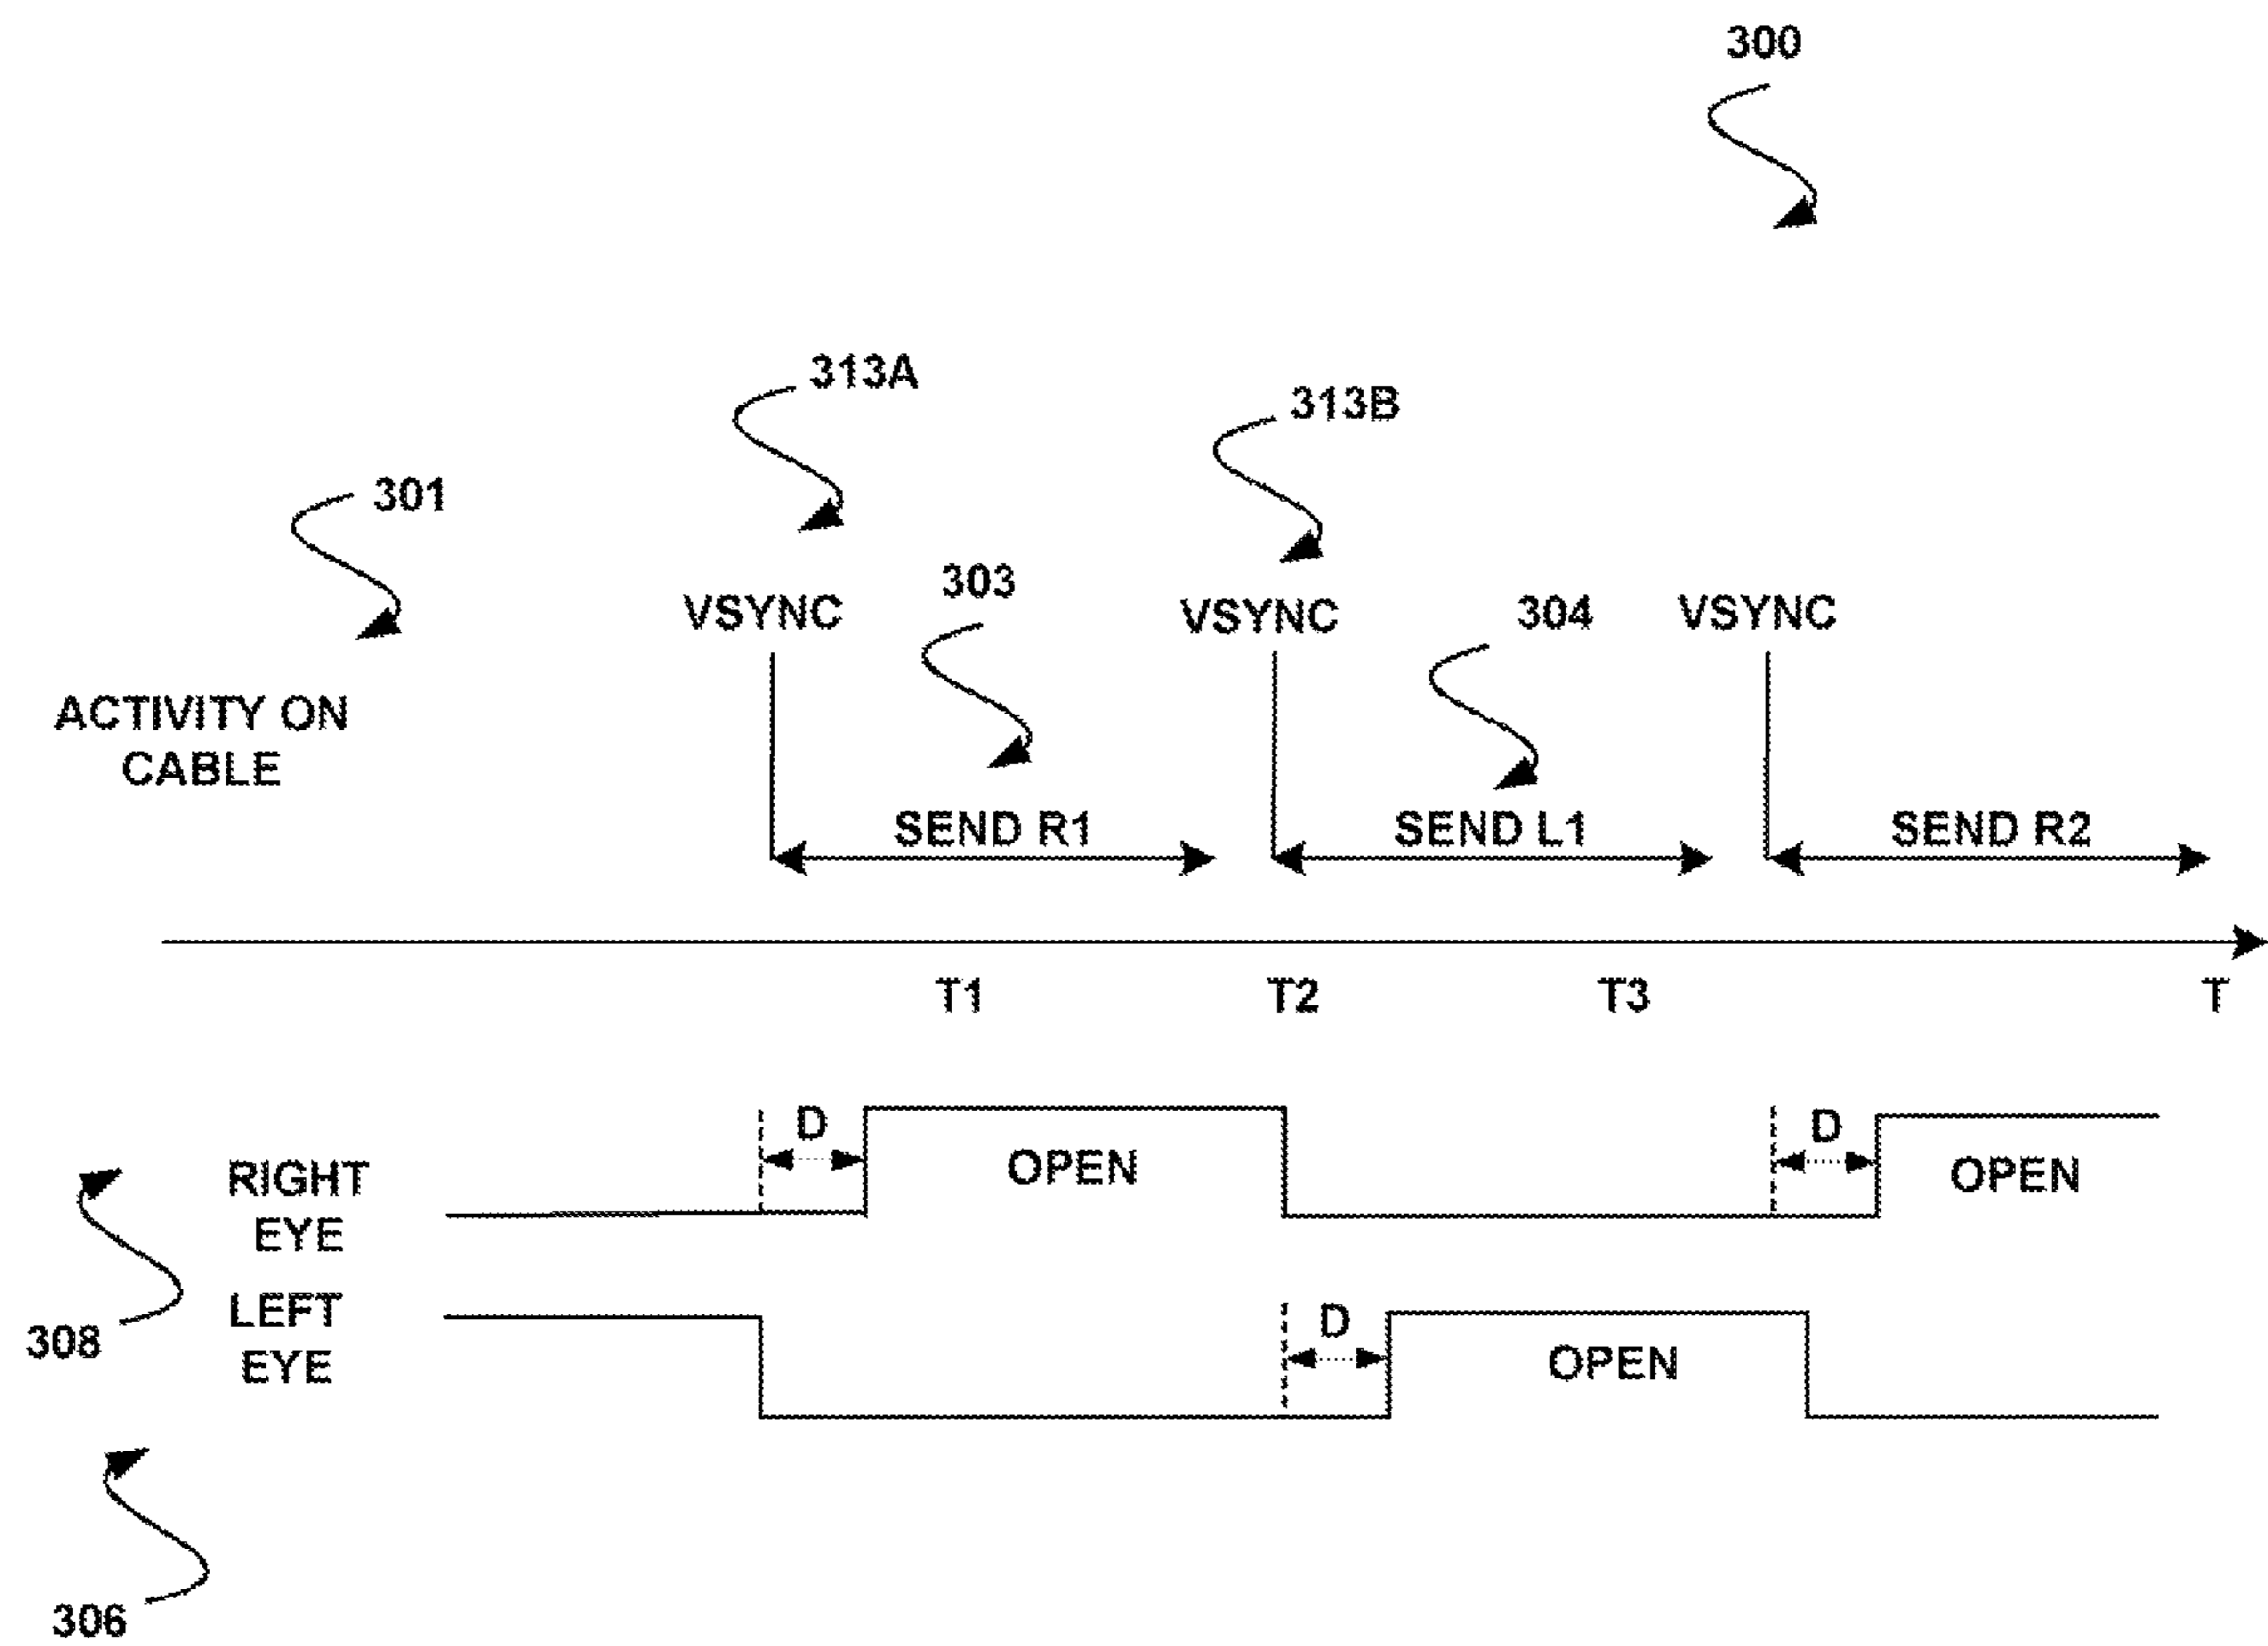 300
313A
313B
301
303
304
VSYNC
VSYNC
VSYNC
ACTIVITY ON
CABLE
SEND R1
SEND L1
SEND R2
T1
T2
T3
T
D
D
RIGHT
EYE
OPEN
OPEN
308
LEFT
EYE
D
OPEN
306